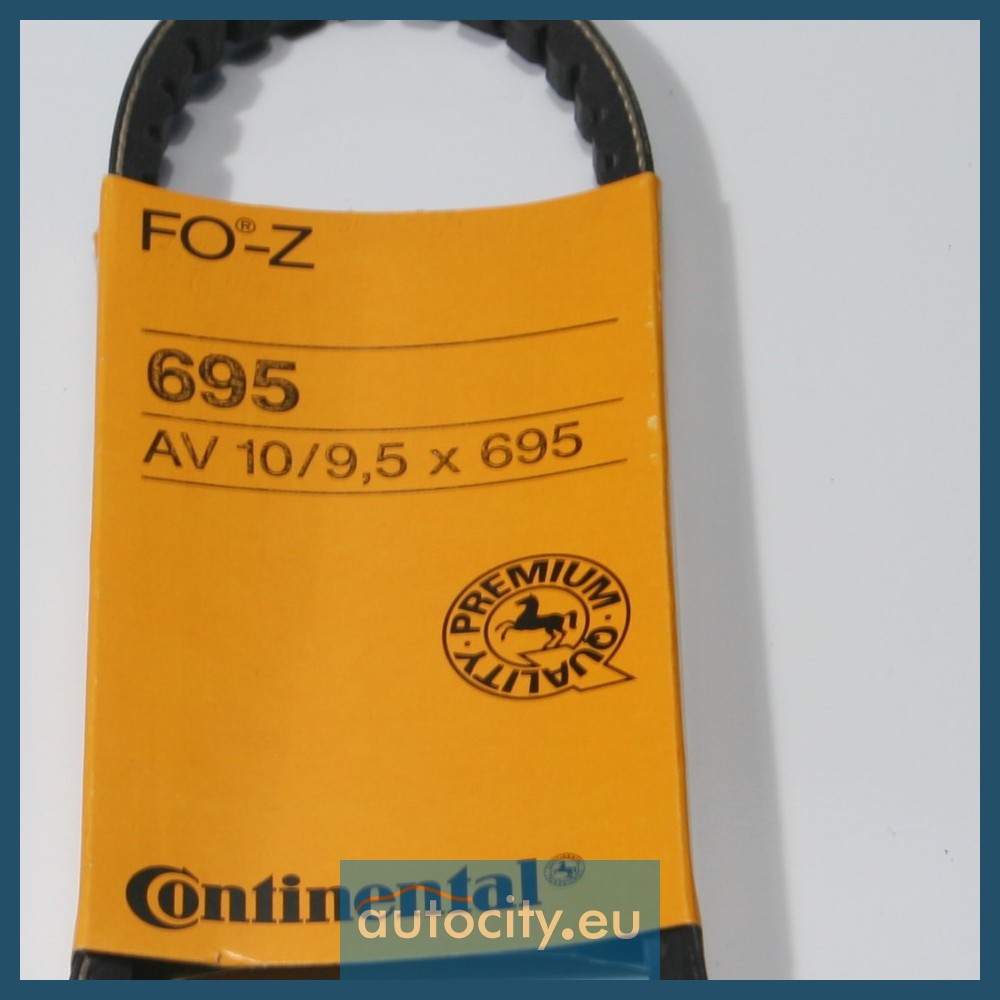 FO®-Z
695
AV 10/9,5 x 695
PREMIUM · QUALITY ·
Continental®
autocity.eu